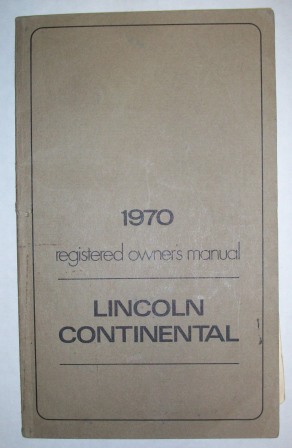 1970
registered owner's manual
LINCOLN
CONTINENTAL